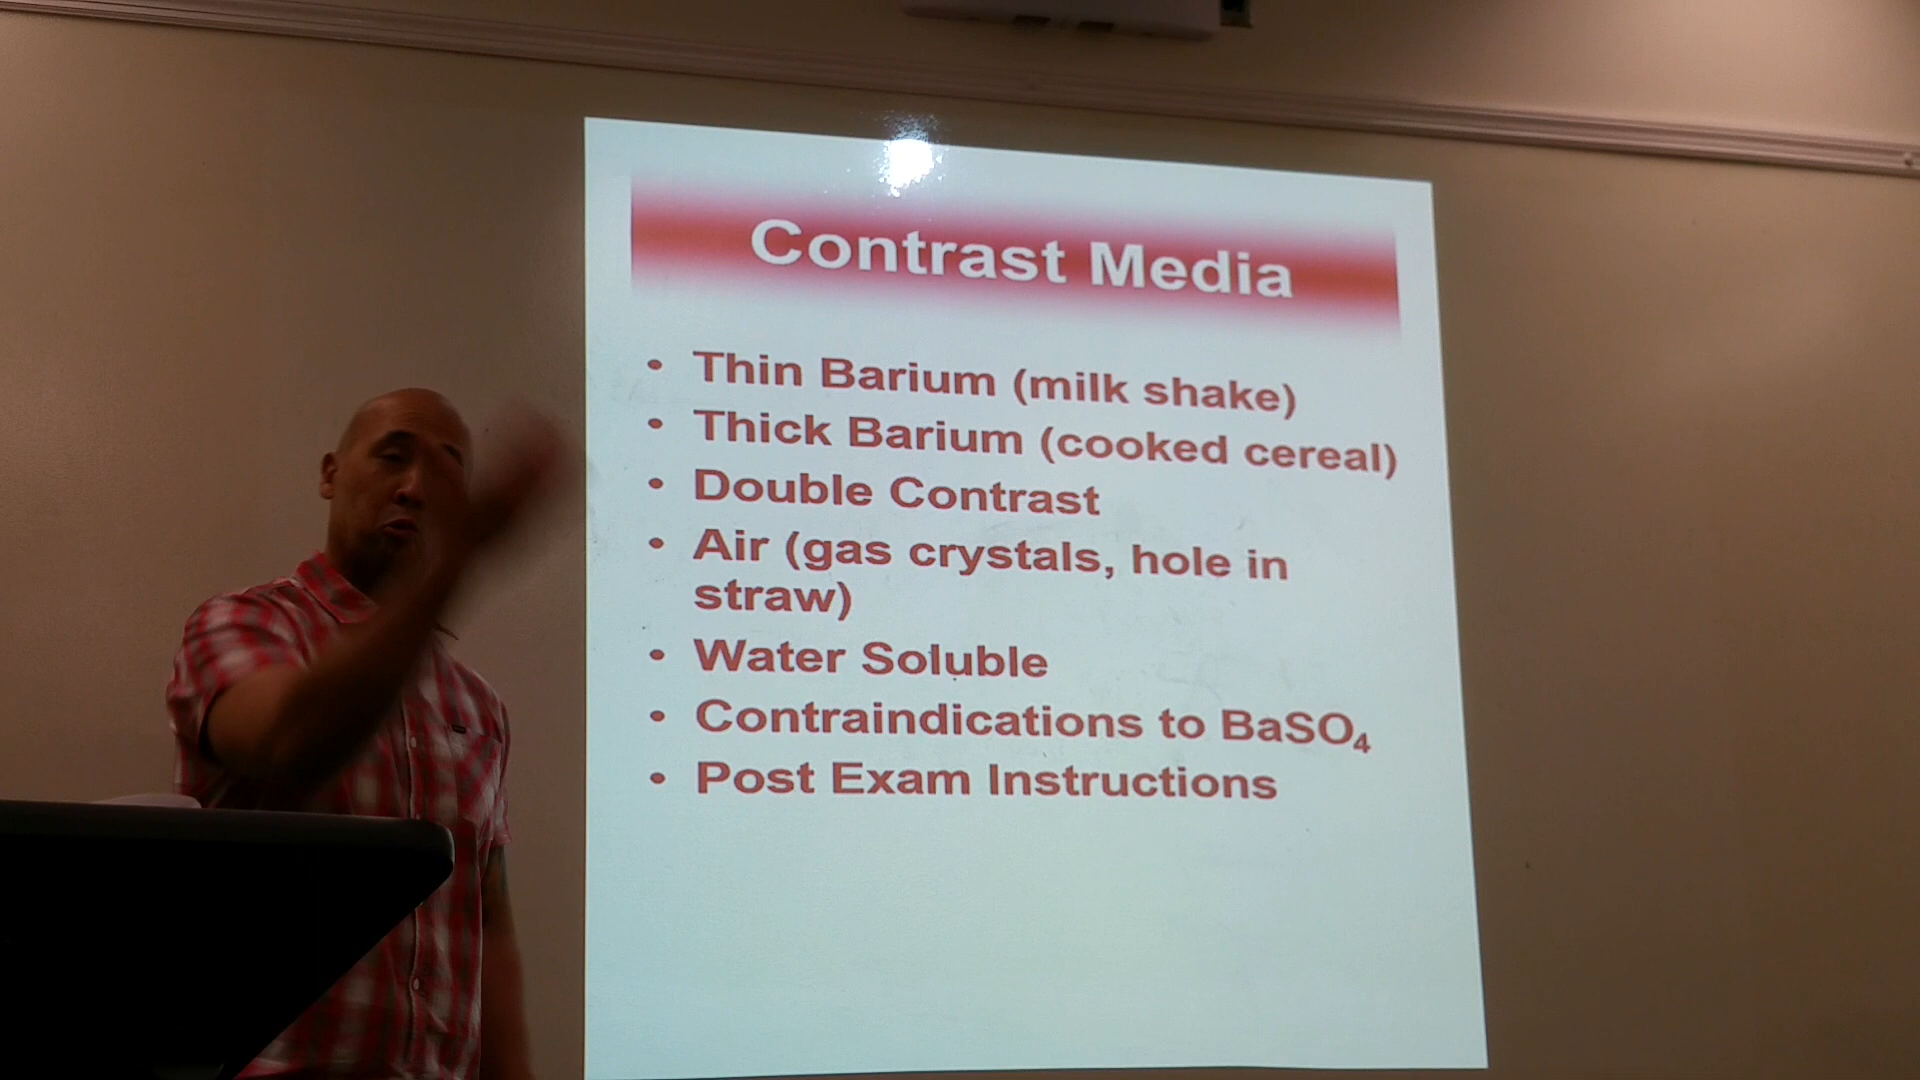 Contrast Media
• Thin Barium (milk shake)
• Thick Barium (cooked cereal)
• Double Contrast
• Air (gas crystals, hole in
straw)
• Water Soluble
• Contraindications to BaSO₄
• Post Exam Instructions